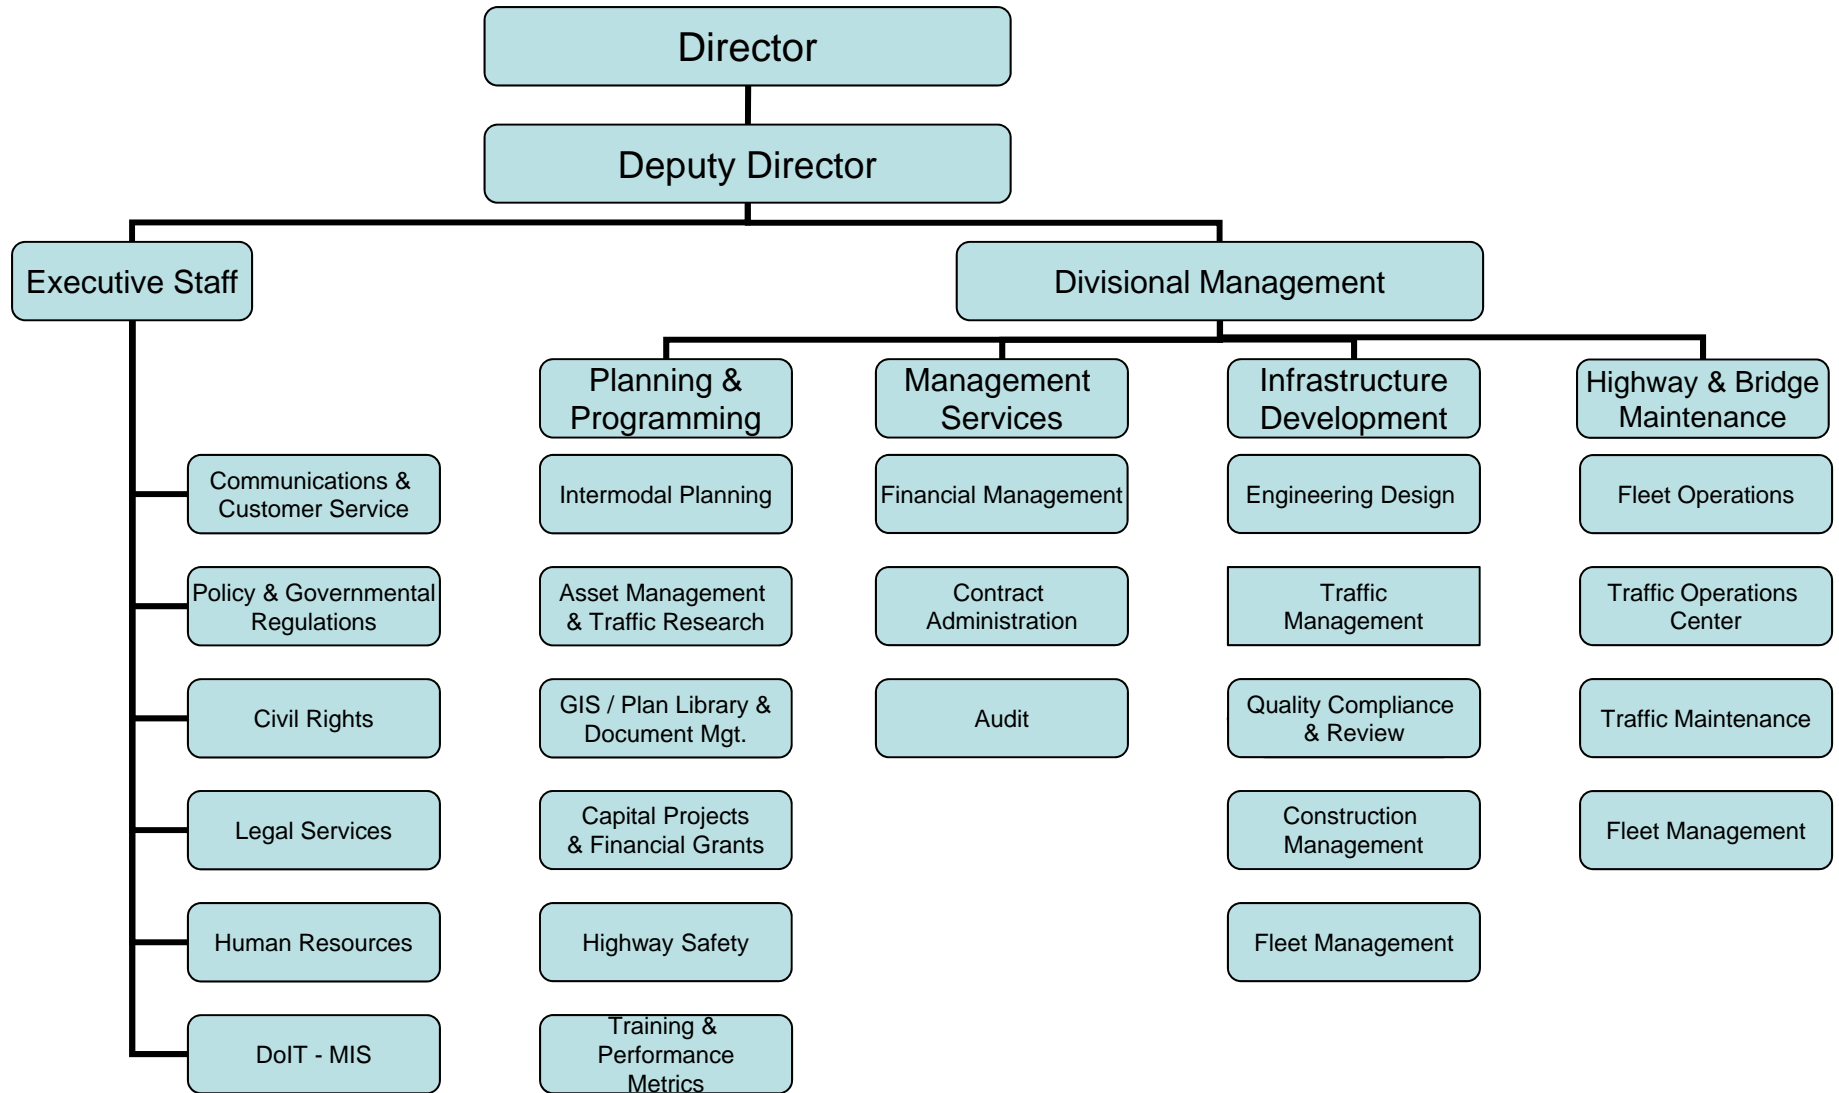 Director
Deputy Director
Executive Staff
Divisional Management
Planning &
Programming
Management
Services
Infrastructure
Development
Highway & Bridge
Maintenance
Communications &
Customer Service
Policy & Governmental
Regulations
Civil Rights
Legal Services
Human Resources
DoIT - MIS
Intermodal Planning
Asset Management
& Traffic Research
GIS / Plan Library &
Document Mgt.
Capital Projects
& Financial Grants
Highway Safety
Training &
Performance
Metrics
Financial Management
Contract
Administration
Audit
Engineering Design
Traffic
Management
Quality Compliance
& Review
Construction
Management
Fleet Management
Fleet Operations
Traffic Operations
Center
Traffic Maintenance
Fleet Management